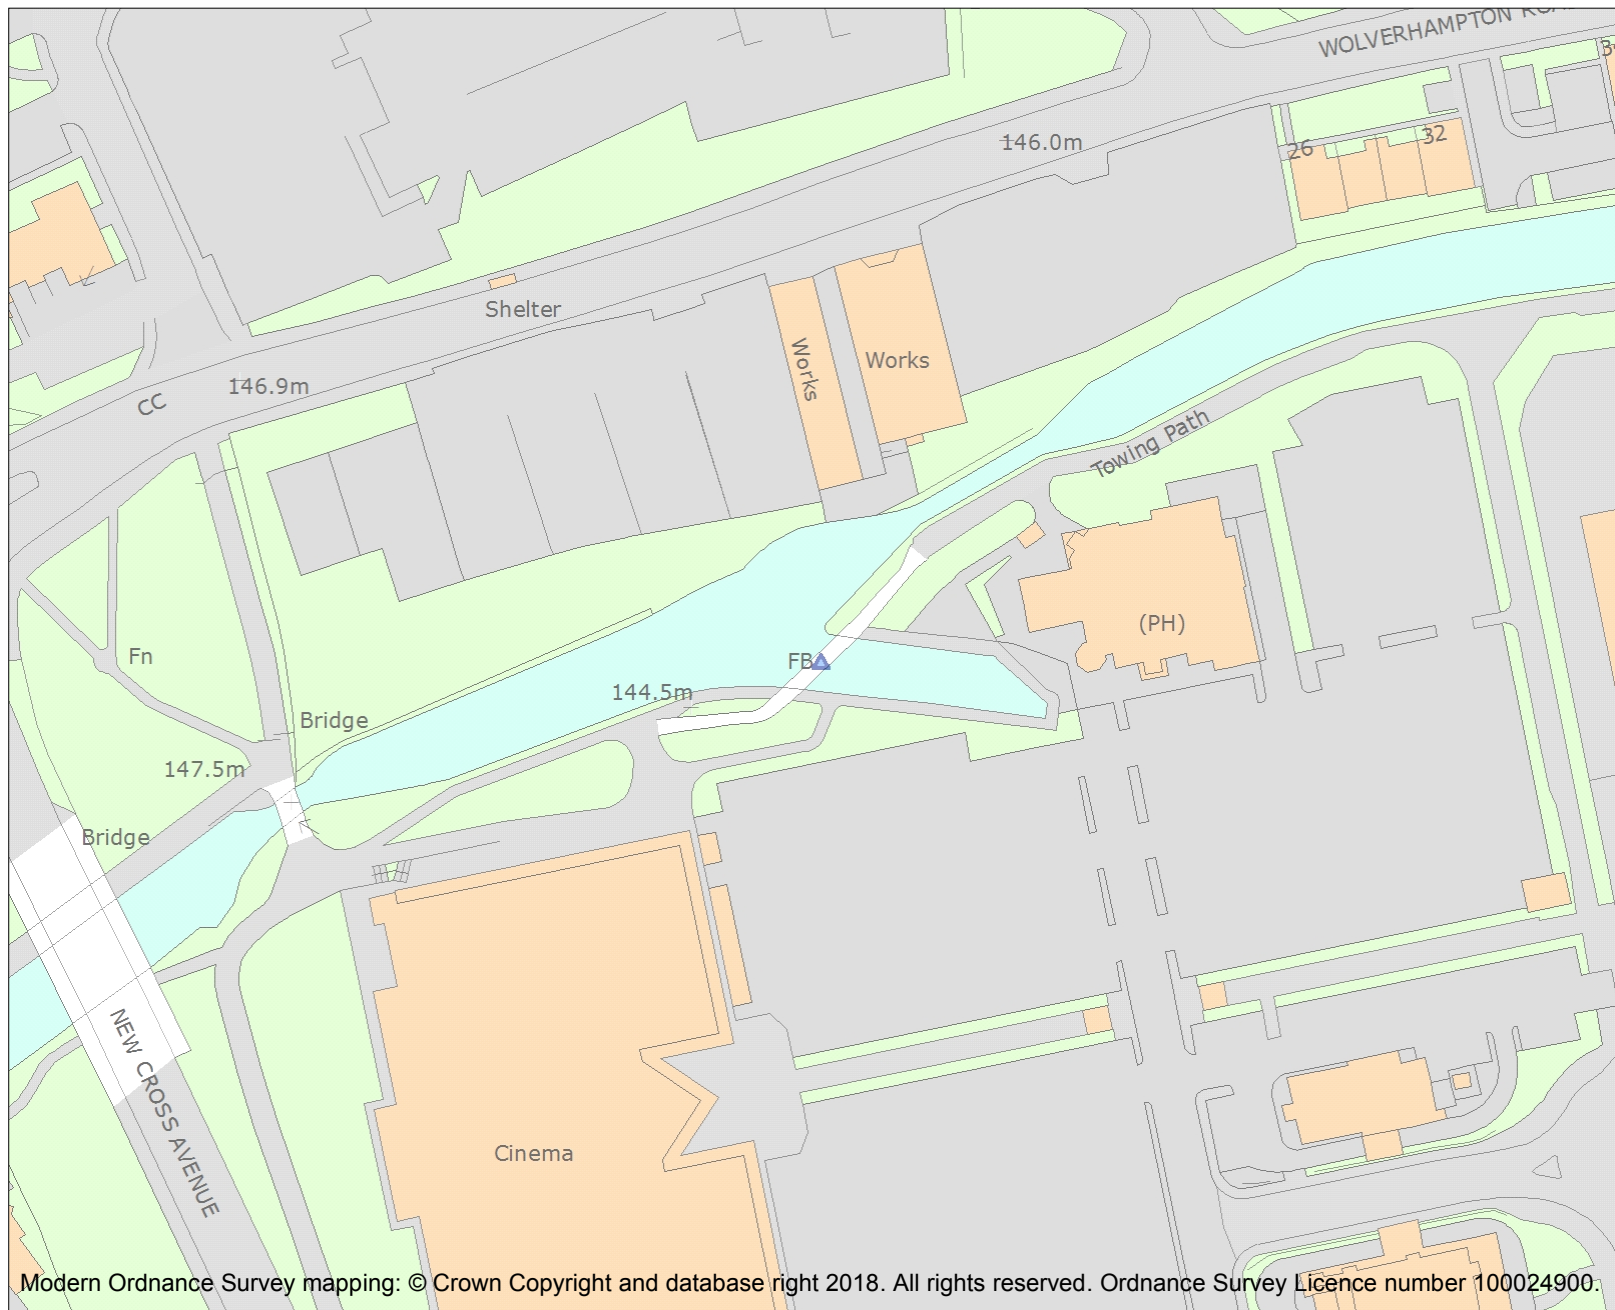 WOLVERHAMPTON ROAD
146.0m
26
32
Shelter
Works
Works
146.9m
CC
Towing Path
(PH)
Fn
FB
144.5m
Bridge
147.5m
Bridge
NEW CROSS AVENUE
Cinema
Modern Ordnance Survey mapping: © Crown Copyright and database right 2018. All rights reserved. Ordnance Survey Licence number 100024900.